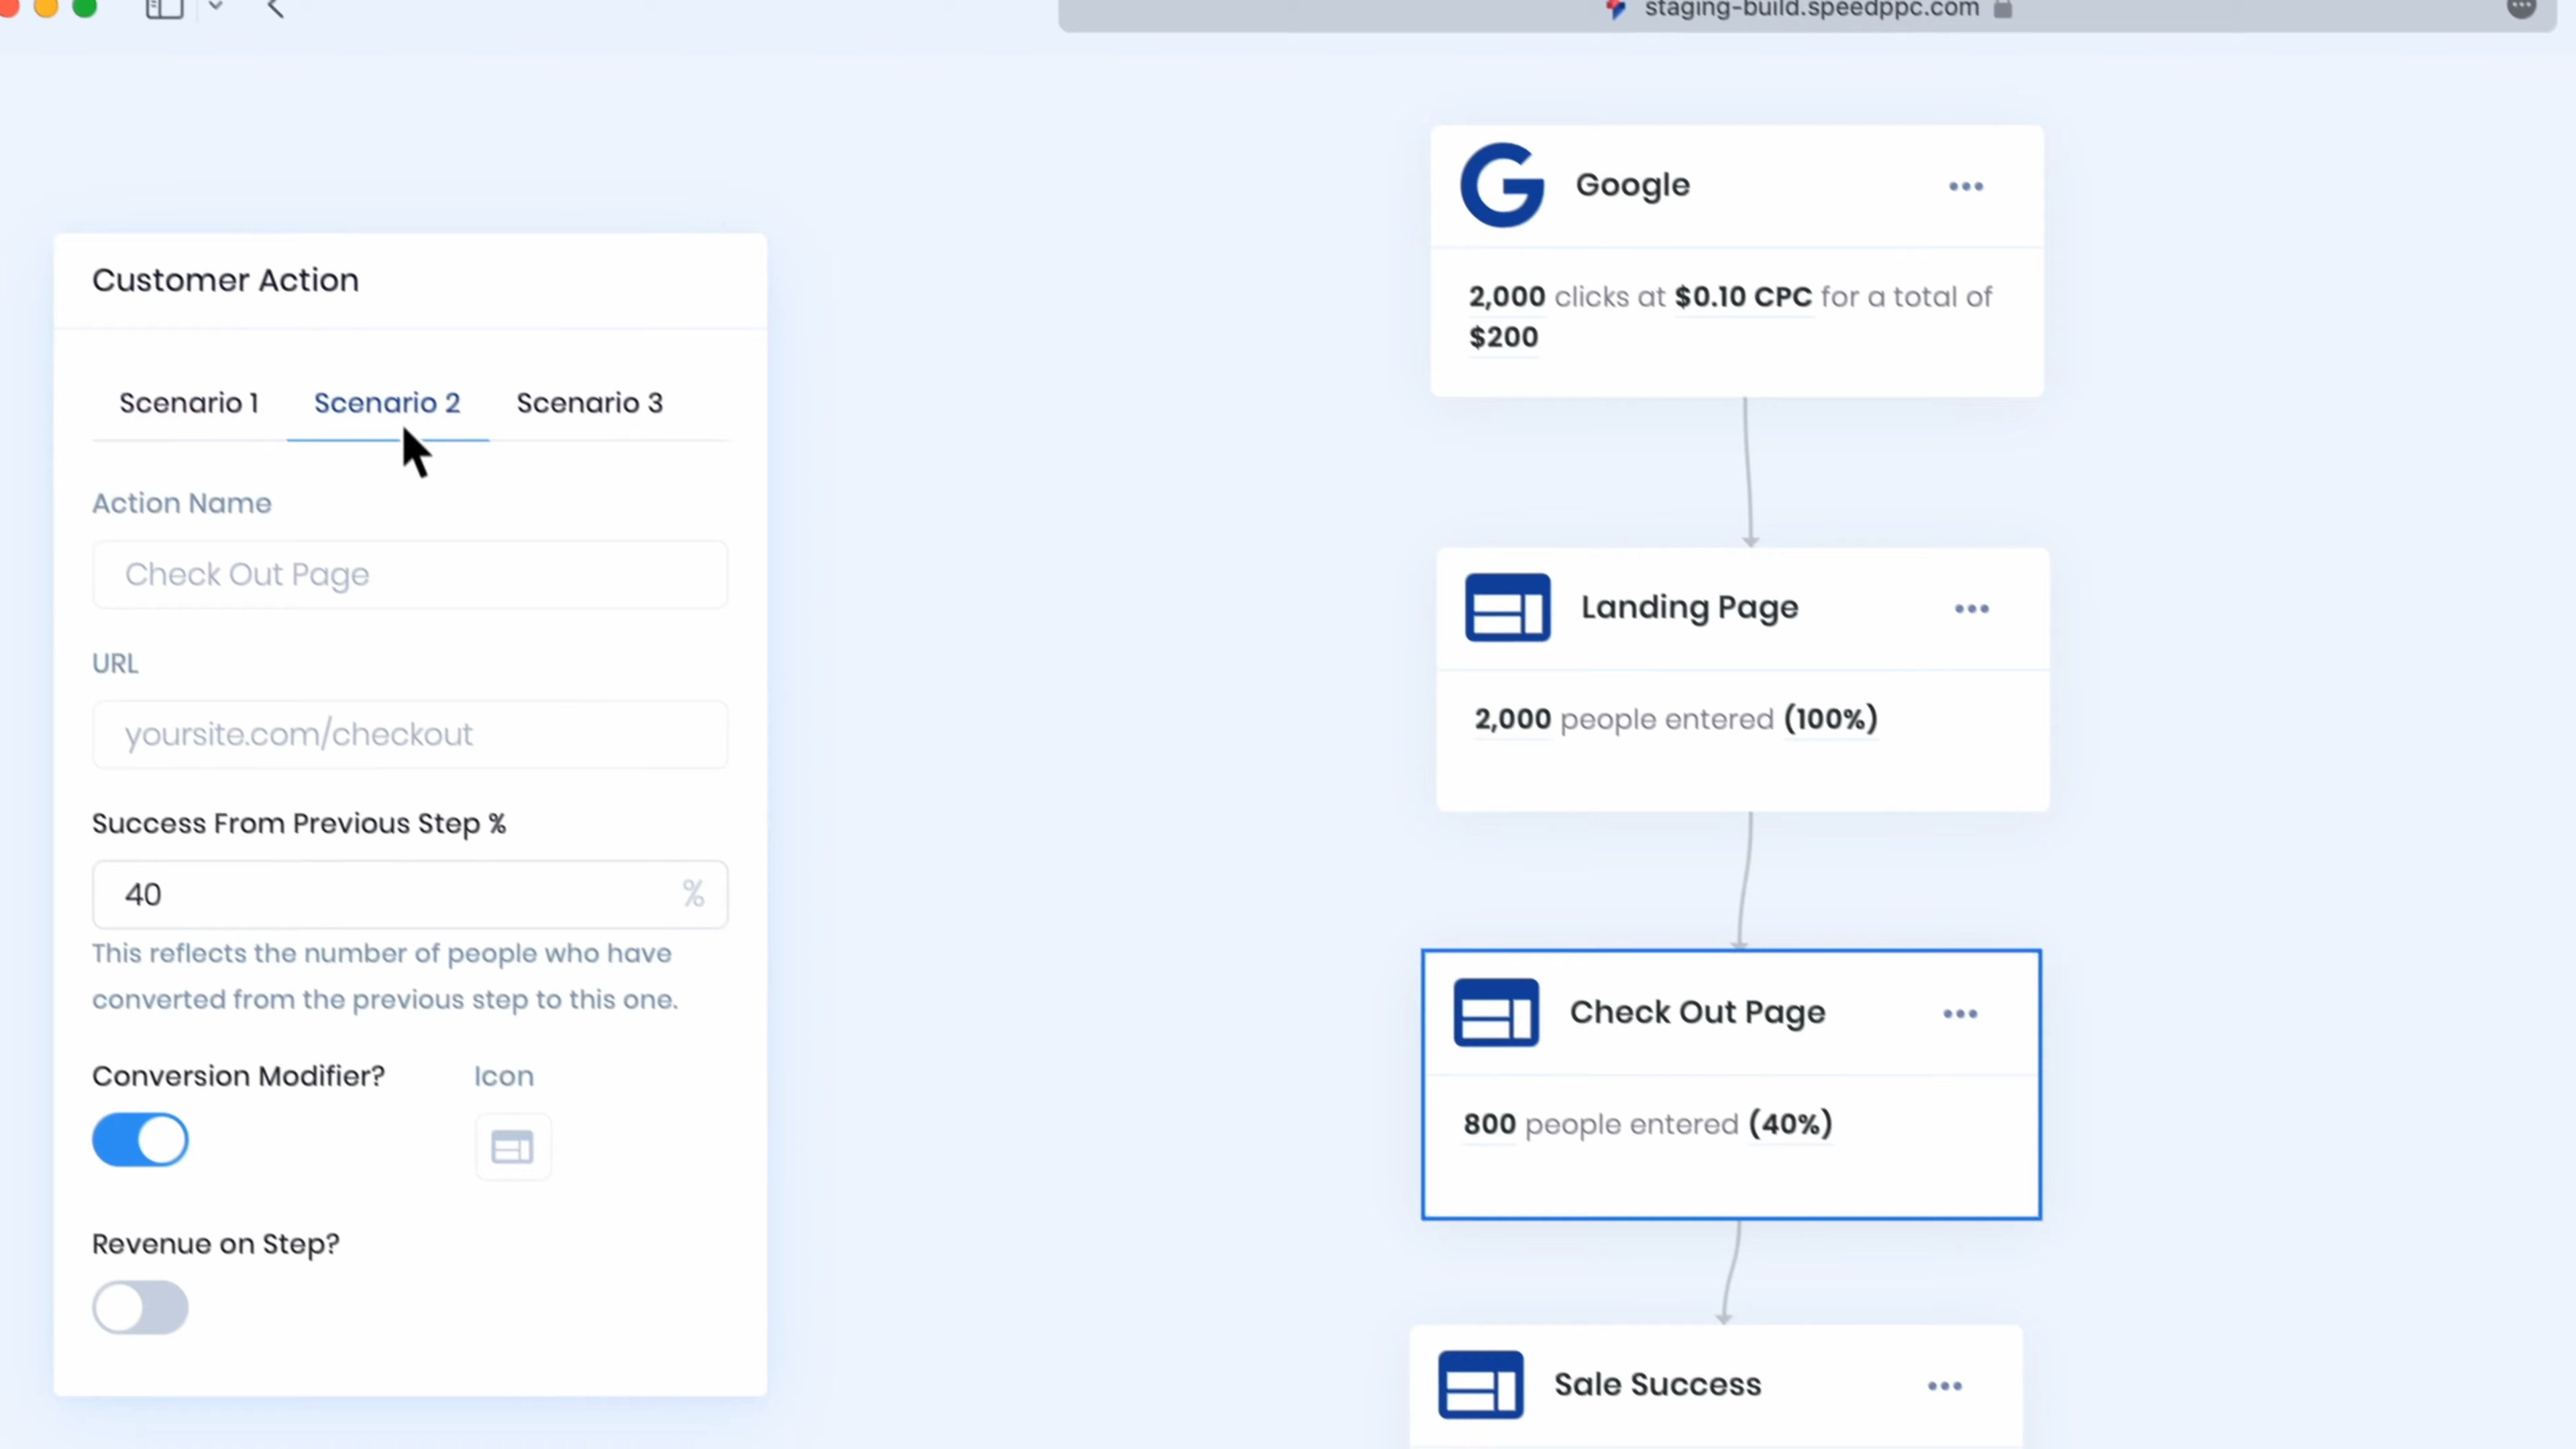 staging-build.speedppc.com
Customer Action
Scenario 1 Scenario 2 Scenario 3
Action Name
Check Out Page
URL
yoursite.com/checkout
Success From Previous Step %
40 %
This reflects the number of people who have
converted from the previous step to this one.
Conversion Modifier? Icon
Revenue on Step?
Google
2,000 clicks at $0.10 CPC for a total of
$200
Landing Page
2,000 people entered (100%)
Check Out Page
800 people entered (40%)
Sale Success